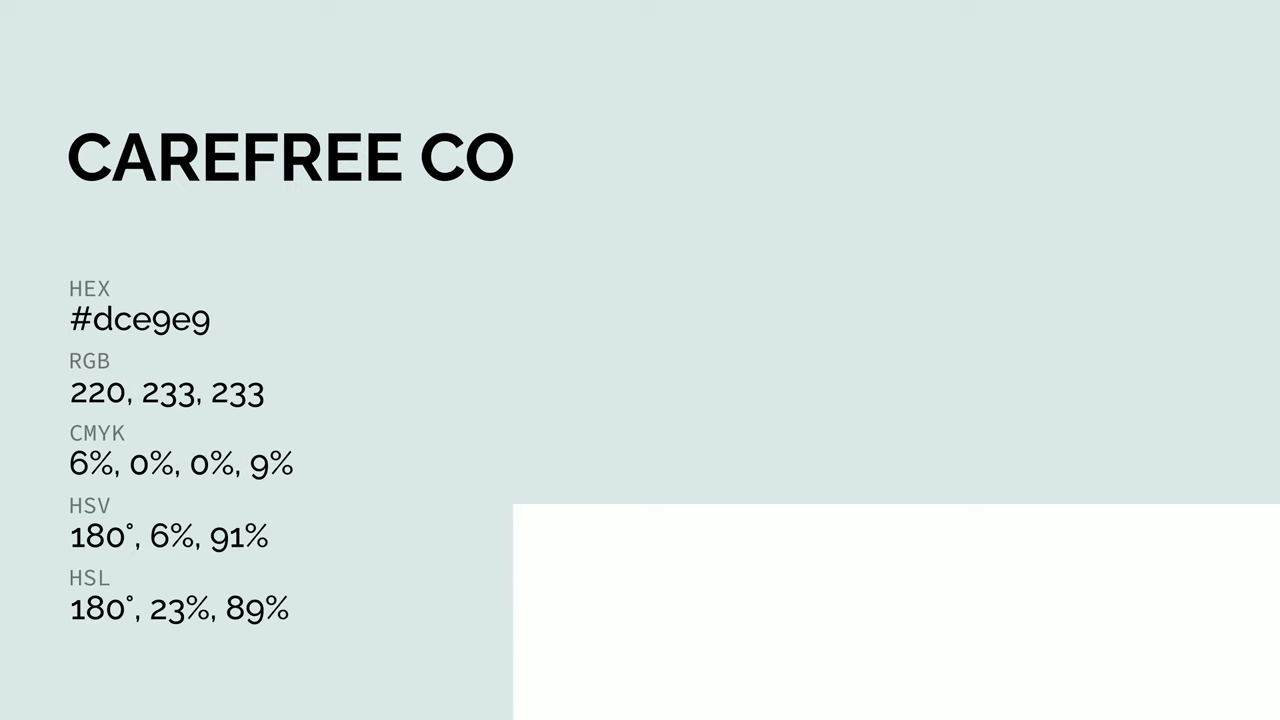 CAREFREE CO
HEX
#dce9e9
RGB
220, 233, 233
CMYK
6%, 0%, 0%, 9%
HSV
180°, 6%, 91%
HSL
180°, 23%, 89%